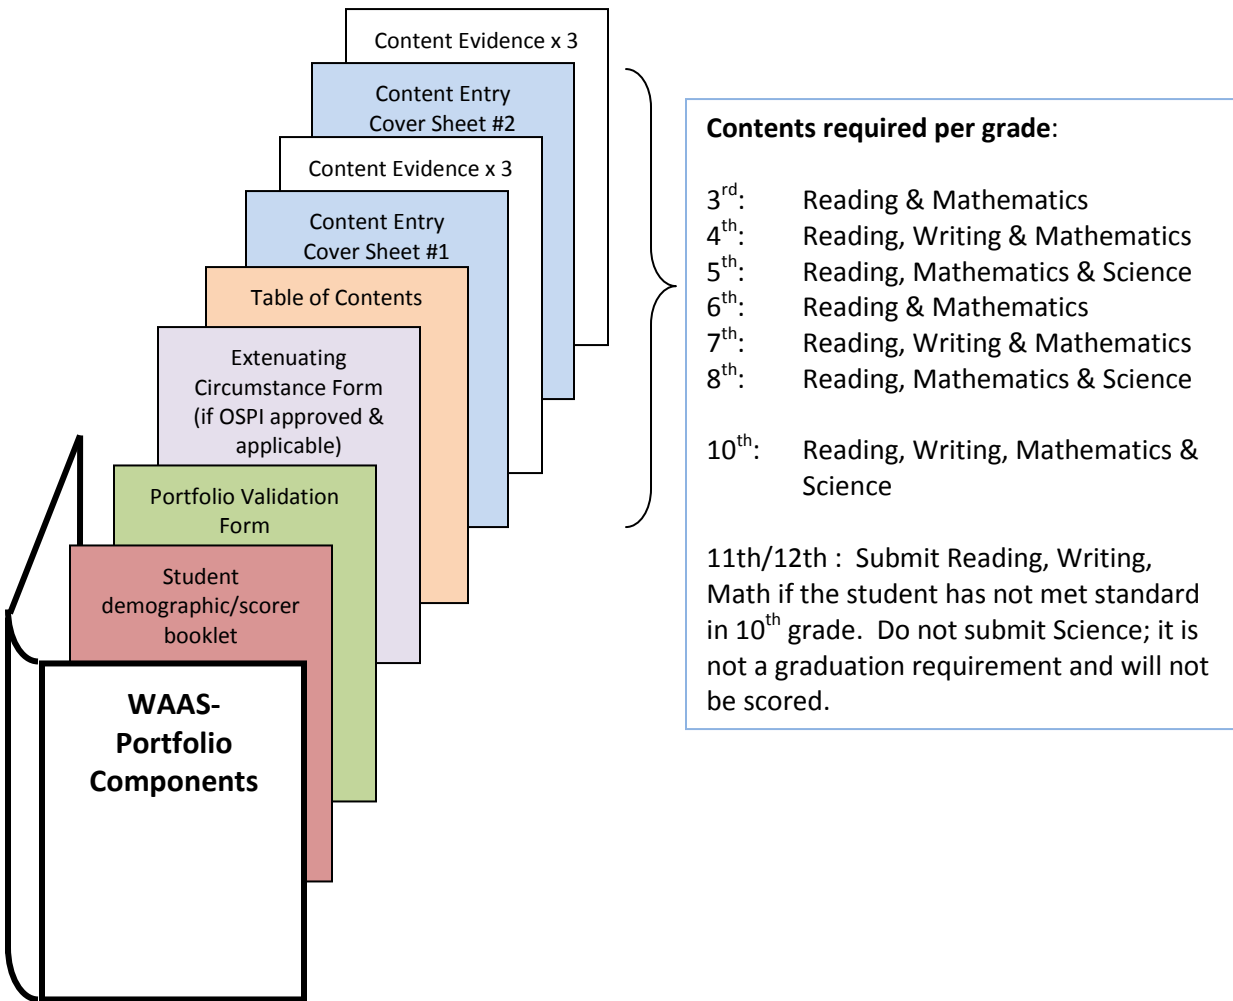 Content Evidence x 3
Content Entry
Cover Sheet #2
Content Evidence x 3
Content Entry
Cover Sheet #1
Table of Contents
Extenuating
Circumstance Form
(if OSPI approved &
applicable)
Portfolio Validation
Form
Student
demographic/scorer
booklet
WAAS-
Portfolio
Components
Contents required per grade:
3rd: Reading & Mathematics
4th: Reading, Writing & Mathematics
5th: Reading, Mathematics & Science
6th: Reading & Mathematics
7th: Reading, Writing & Mathematics
8th: Reading, Mathematics & Science
10th: Reading, Writing, Mathematics &
Science
11th/12th : Submit Reading, Writing,
Math if the student has not met standard
in 10th grade. Do not submit Science; it is
not a graduation requirement and will not
be scored.